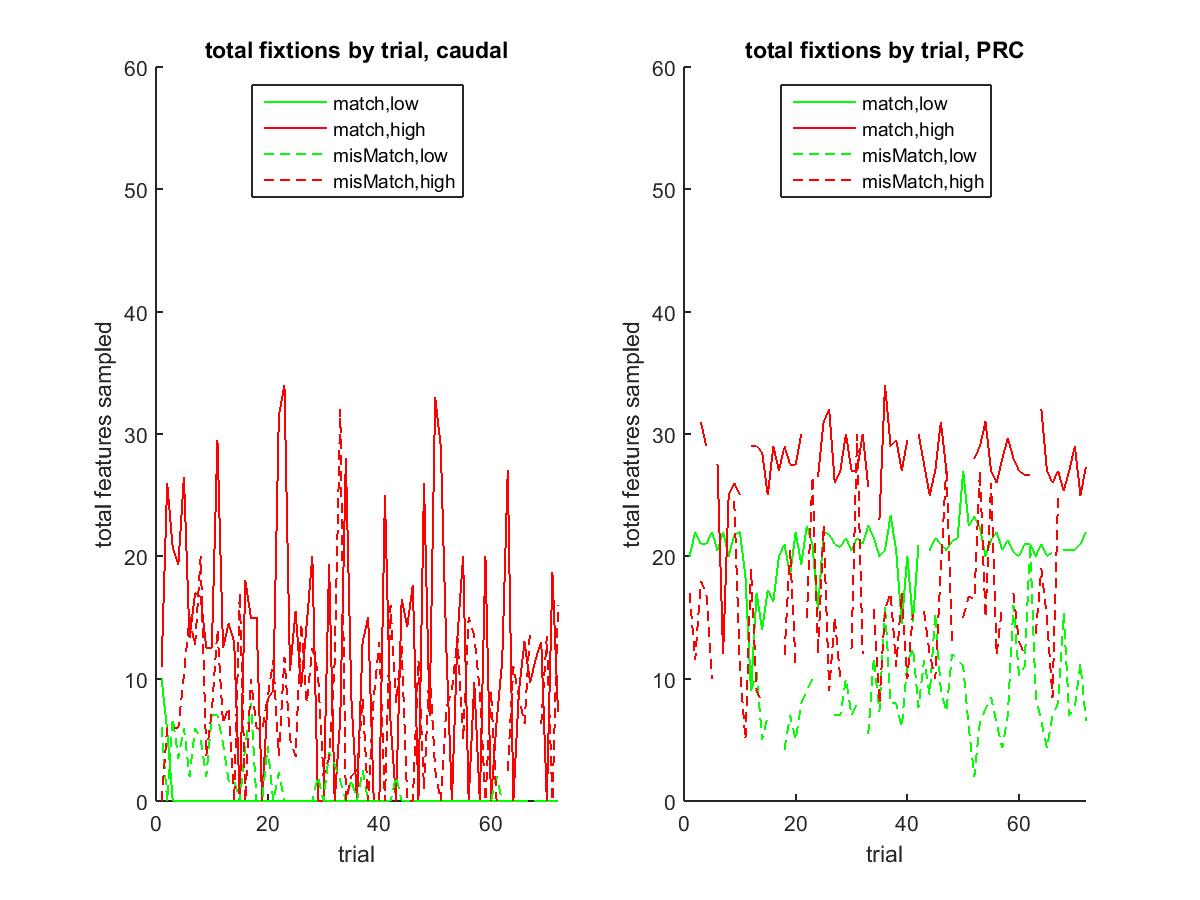 total fixtions by trial, caudal
60
50
40
30
20
10
0
total features sampled
match,low
match,high
misMatch,low
misMatch,high
0 20 40 60
trial
total fixtions by trial, PRC
60
50
40
30
20
10
0
total features sampled
match,low
match,high
misMatch,low
misMatch,high
0 20 40 60
trial